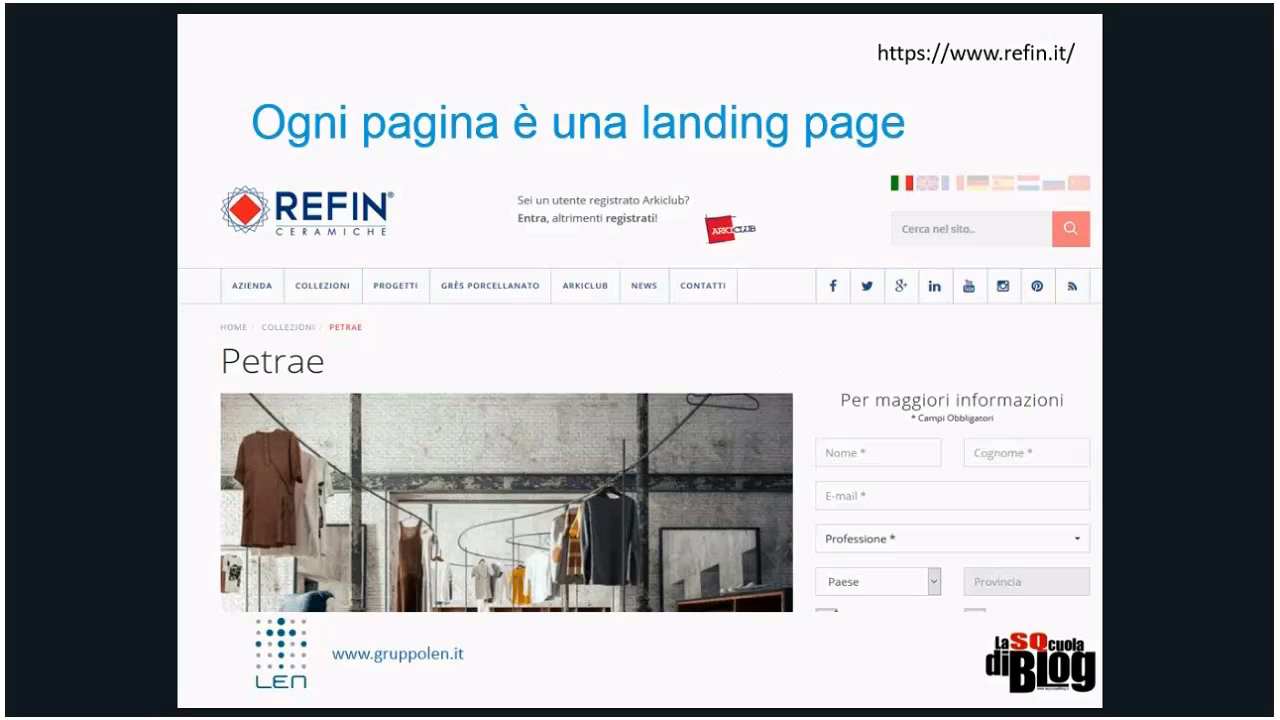 https://www.refin.it/
Ogni pagina è una landing page
REFIN®
CERAMICHE
Sei un utente registrato Arkiclub?
Entra, altrimenti registrati!
ARKICLUB
Cerca nel sito..
AZIENDA COLLEZIONI PROGETTI GRÈS PORCELLANATO ARKICLUB NEWS CONTATTI
HOME / COLLEZIONI / PETRAE
Petrae
Per maggiori informazioni
* Campi Obbligatori
Nome * Cognome *
E-mail *
Professione *
Paese Provincia
LEN
www.gruppolen.it
La SQcuola
di BLOG